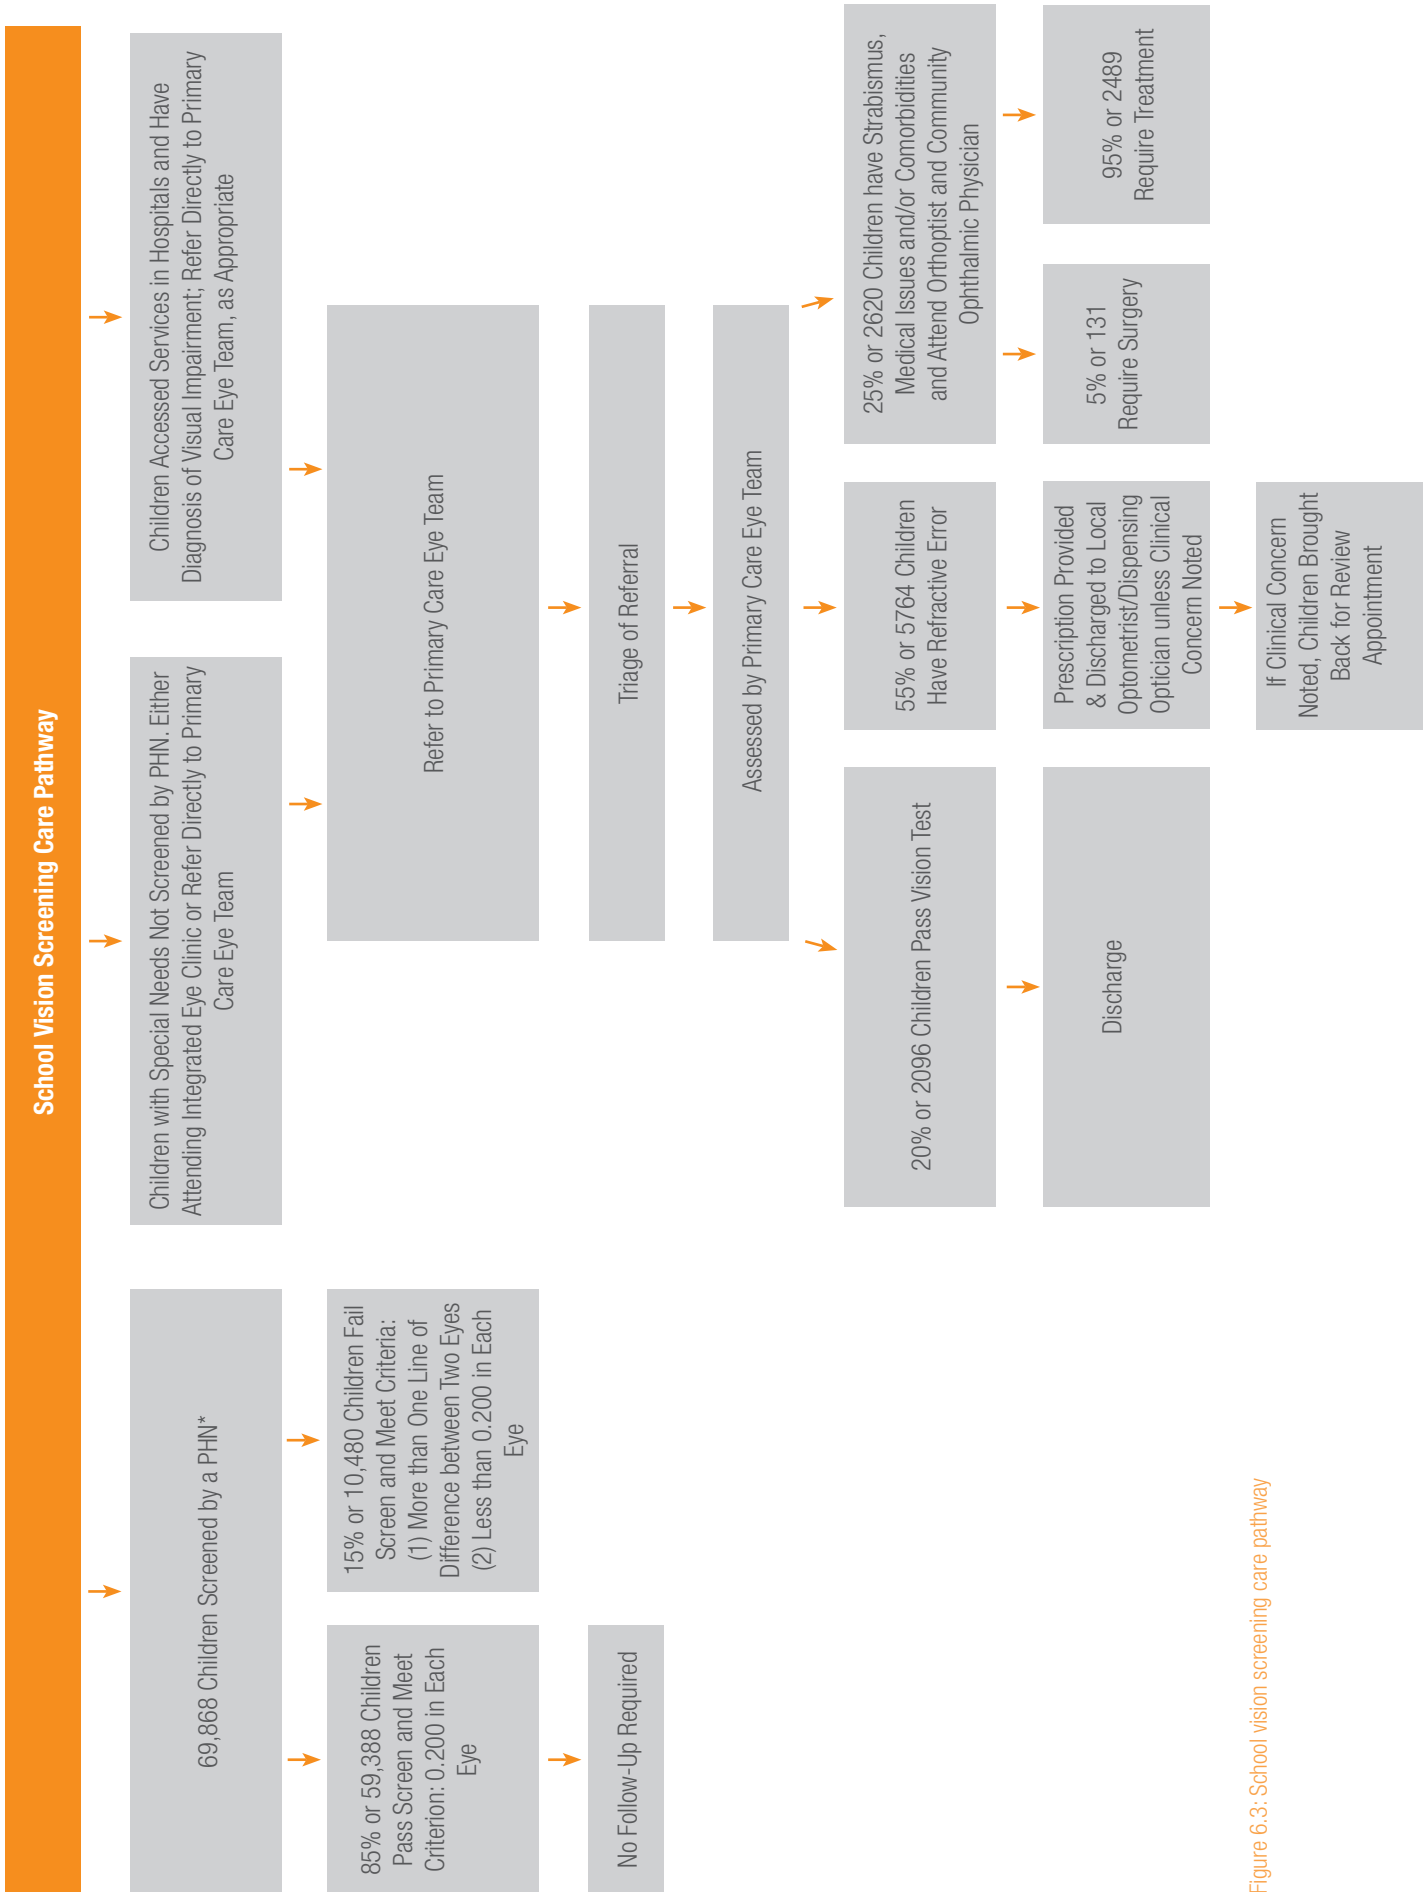 School Vision Screening Care Pathway
69,868 Children Screened by a PHN*
Children with Special Needs Not Screened by PHN. Either
Attending Integrated Eye Clinic or Refer Directly to Primary
Care Eye Team
Children Accessed Services in Hospitals and Have
Diagnosis of Visual Impairment; Refer Directly to Primary
Care Eye Team, as Appropriate
85% or 59,388 Children
Pass Screen and Meet
Criterion: 0.200 in Each
Eye
15% or 10,480 Children Fail
Screen and Meet Criteria:
(1) More than One Line of
Difference between Two Eyes
(2) Less than 0.200 in Each
Eye
Refer to Primary Care Eye Team
No Follow-Up Required
Triage of Referral
Assessed by Primary Care Eye Team
20% or 2096 Children Pass Vision Test
55% or 5764 Children
Have Refractive Error
25% or 2620 Children have Strabismus,
Medical Issues and/or Comorbidities
and Attend Orthoptist and Community
Ophthalmic Physician
Discharge
Prescription Provided
& Discharged to Local
Optometrist/Dispensing
Optician unless Clinical
Concern Noted
5% or 131
Require Surgery
95% or 2489
Require Treatment
If Clinical Concern
Noted, Children Brought
Back for Review
Appointment
Figure 6.3: School vision screening care pathway